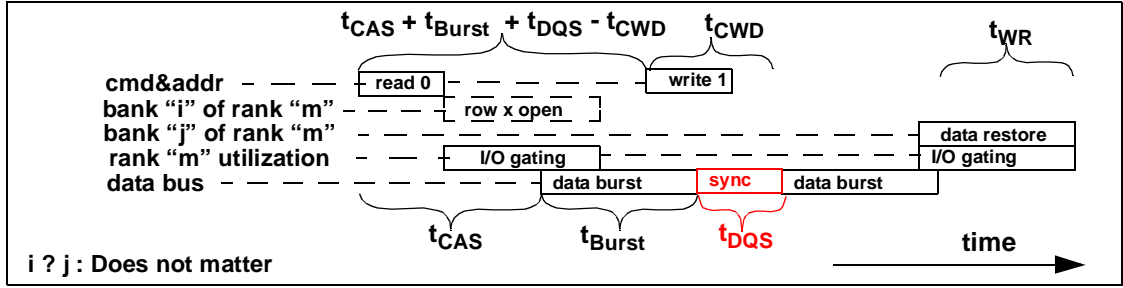 tCAS + tBurst + tDQS - tCWD tCWD tWR
cmd&addr read 0 write 1
bank “i” of rank “m” row x open
bank “j” of rank “m” data restore
rank “m” utilization I/O gating I/O gating
data bus data burst sync data burst
tCAS tBurst tDQS time
i ? j : Does not matter